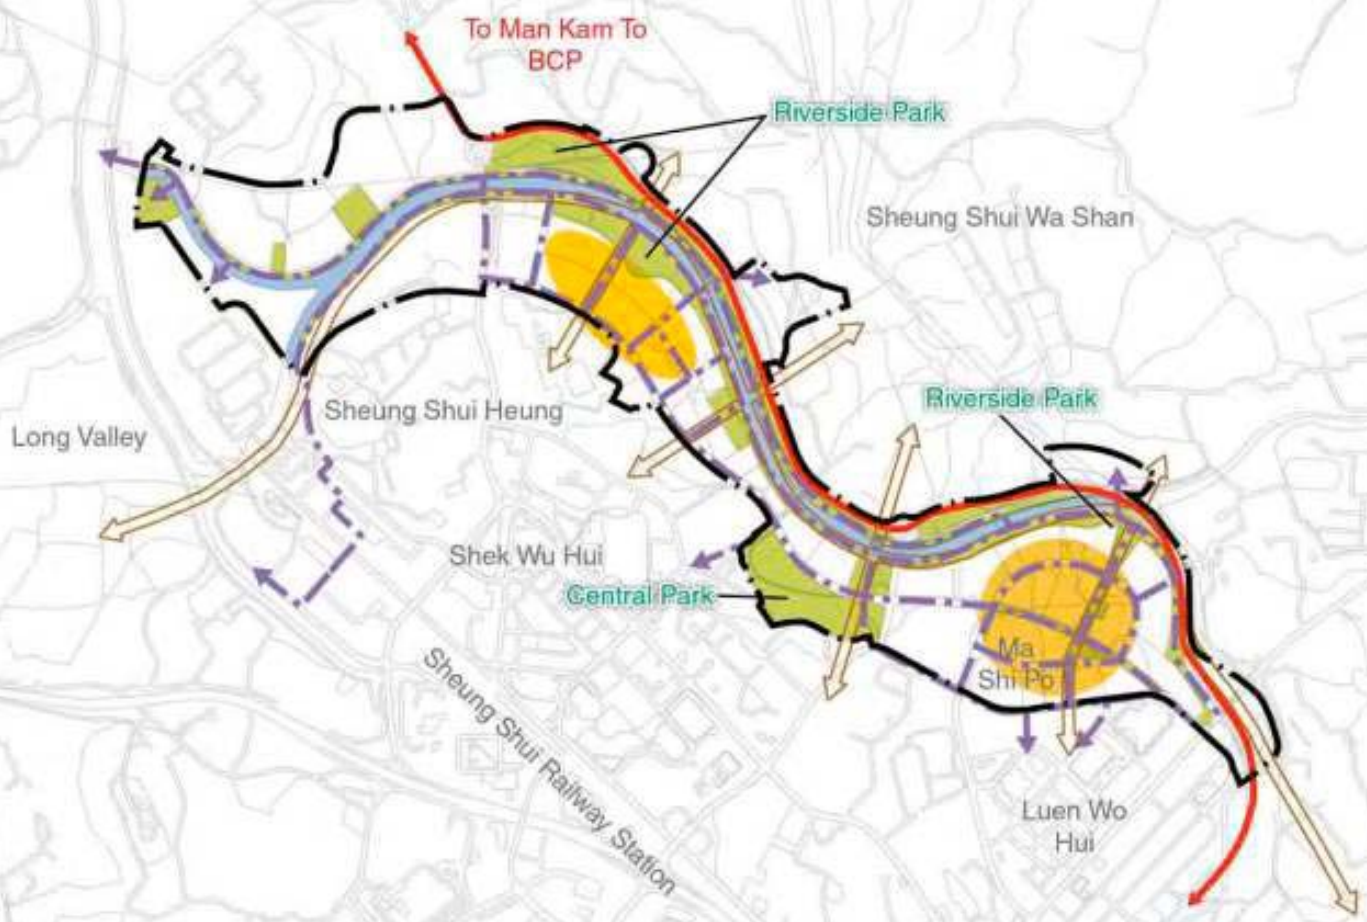 To Man Kam To
BCP
Riverside Park
Sheung Shui Wa Shan
Riverside Park
Sheung Shui Heung
Long Valley
Shek Wu Hui
Central Park
Ma
Shi Po
Sheung Shui Railway Station
Luen Wo
Hui